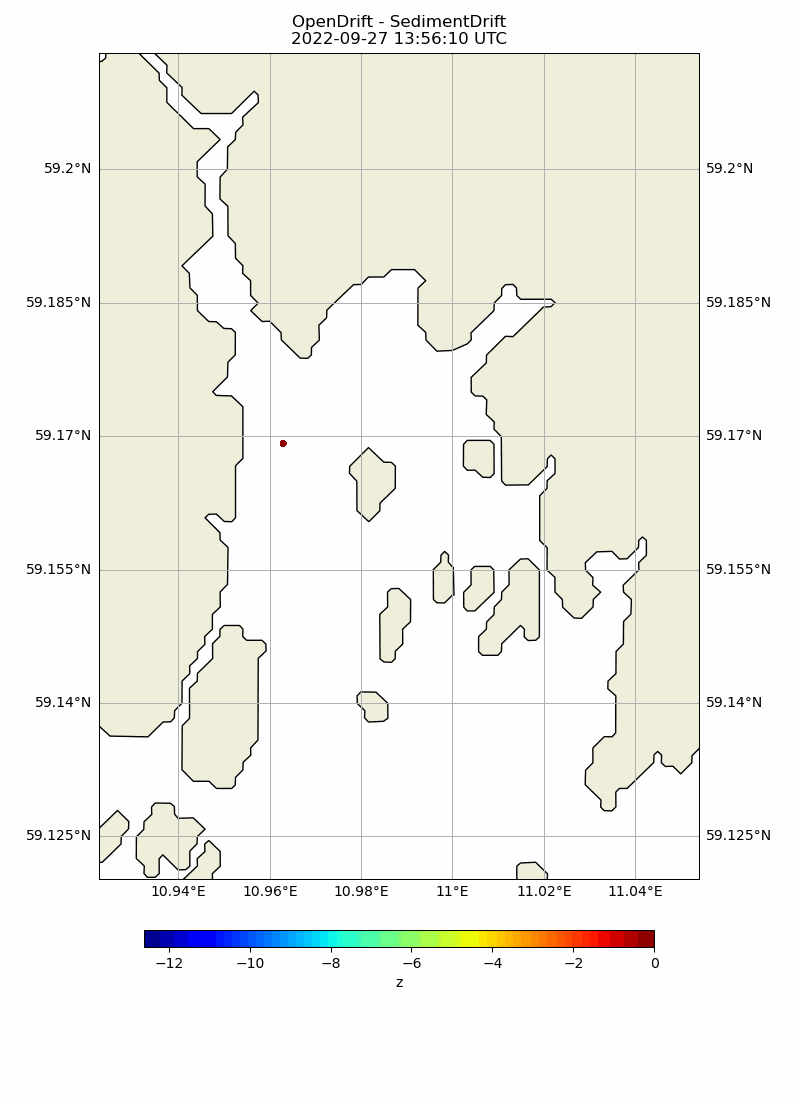 OpenDrift - SedimentDrift
2022-09-27 13:56:10 UTC
59.2°N 59.2°N
59.185°N 59.185°N
59.17°N 59.17°N
59.155°N 59.155°N
59.14°N 59.14°N
59.125°N 59.125°N
10.94°E 10.96°E 10.98°E 11°E 11.02°E 11.04°E
−12 −10 −8 −6 −4 −2 0
z